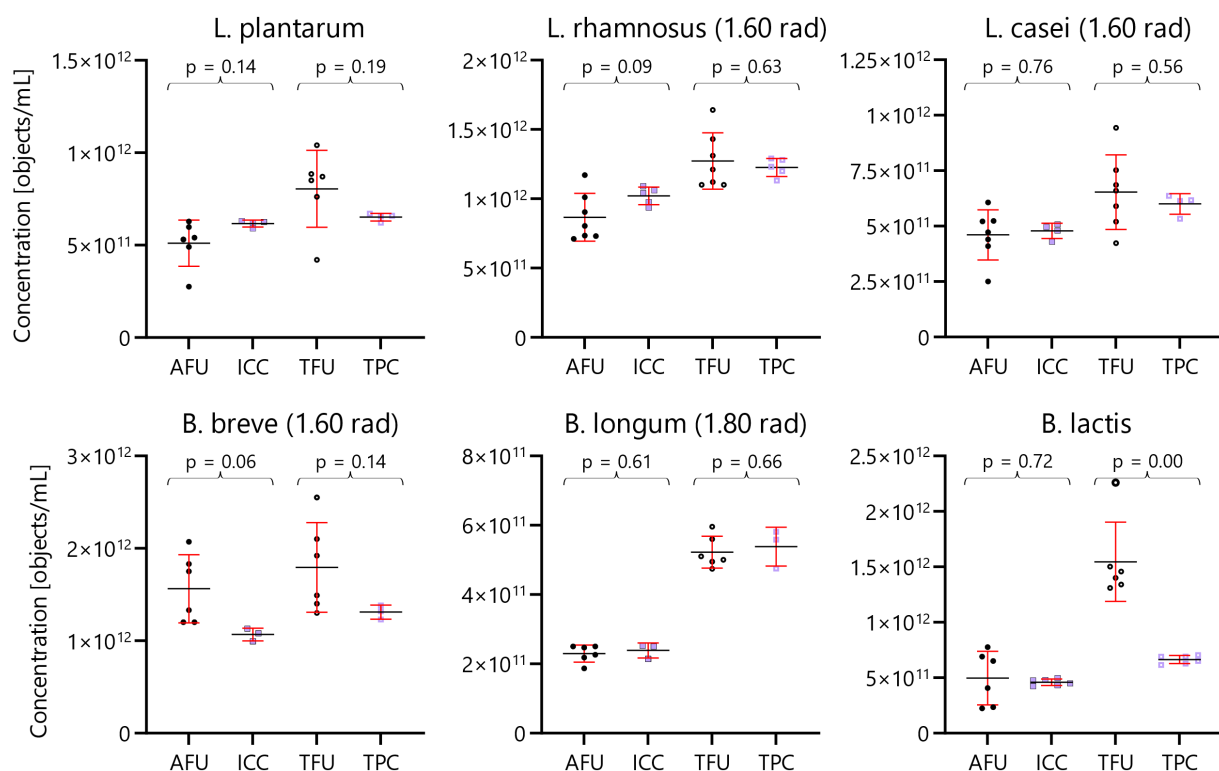 L. plantarum
Concentration [objects/mL]
1.5×10¹²
1×10¹²
5×10¹¹
0
p = 0.14
p = 0.19
AFU ICC TFU TPC
L. rhamnosus (1.60 rad)
2×10¹²
1.5×10¹²
1×10¹²
5×10¹¹
0
p = 0.09
p = 0.63
AFU ICC TFU TPC
L. casei (1.60 rad)
1.25×10¹²
1×10¹²
7.5×10¹¹
5×10¹¹
2.5×10¹¹
0
p = 0.76
p = 0.56
AFU ICC TFU TPC
B. breve (1.60 rad)
Concentration [objects/mL]
3×10¹²
2×10¹²
1×10¹²
0
p = 0.06
p = 0.14
AFU ICC TFU TPC
B. longum (1.80 rad)
8×10¹¹
6×10¹¹
4×10¹¹
2×10¹¹
0
p = 0.61
p = 0.66
AFU ICC TFU TPC
B. lactis
2.5×10¹²
2×10¹²
1.5×10¹²
1×10¹²
5×10¹¹
0
p = 0.72
p = 0.00
AFU ICC TFU TPC